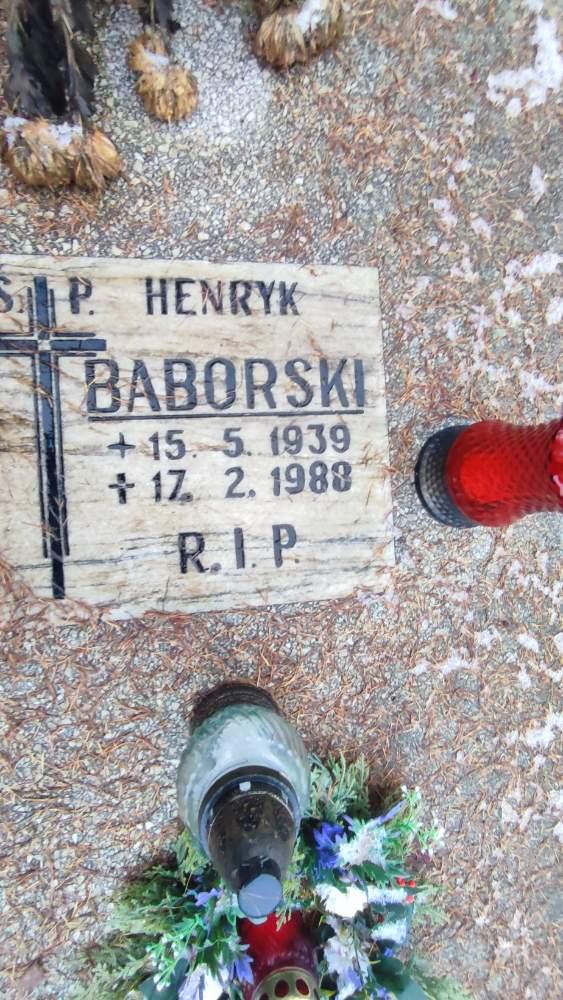 Ś. P. HENRYK
BABORSKI
+ 15. 5. 1939
+ 17. 2. 1988
R. I. P.